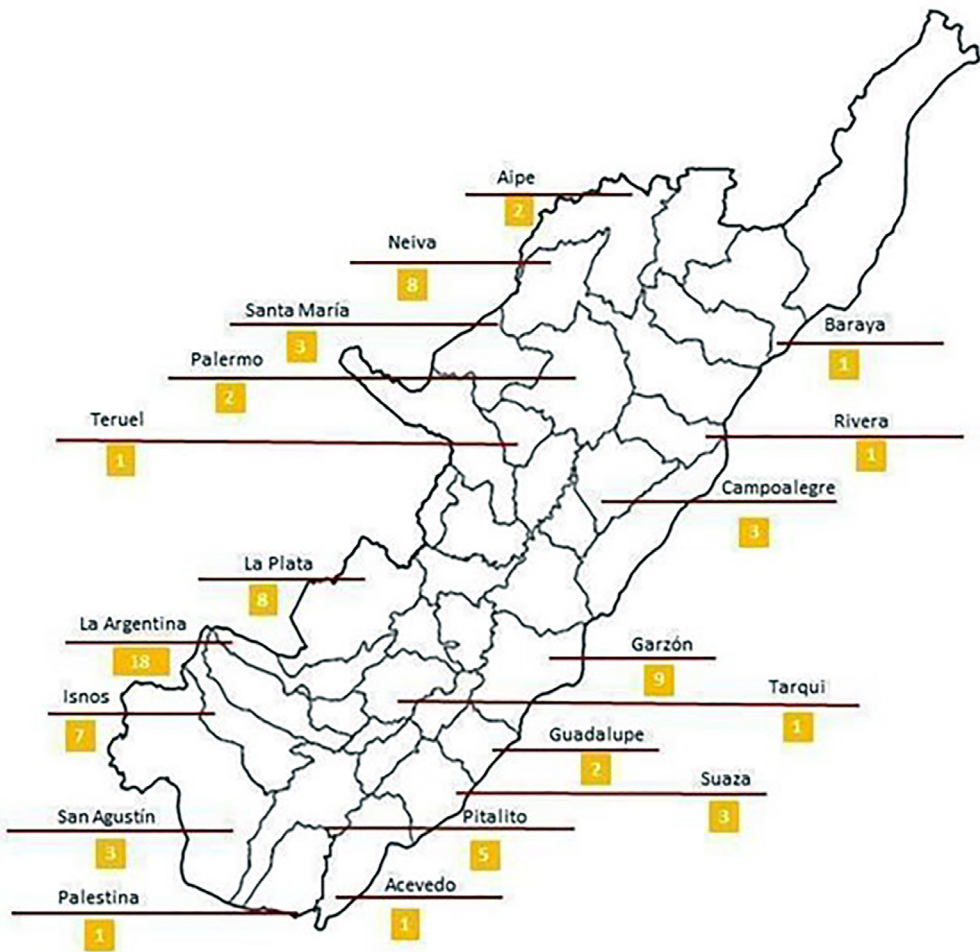 Aipe
2
Neiva
8
Santa María
3
Baraya
1
Palermo
2
Teruel
1
Rivera
1
Campoalegre
3
La Plata
8
La Argentina
18
Garzón
9
Isnos
7
Tarqui
1
Guadalupe
2
Suaza
3
San Agustín
3
Pitalito
5
Acevedo
1
Palestina
1